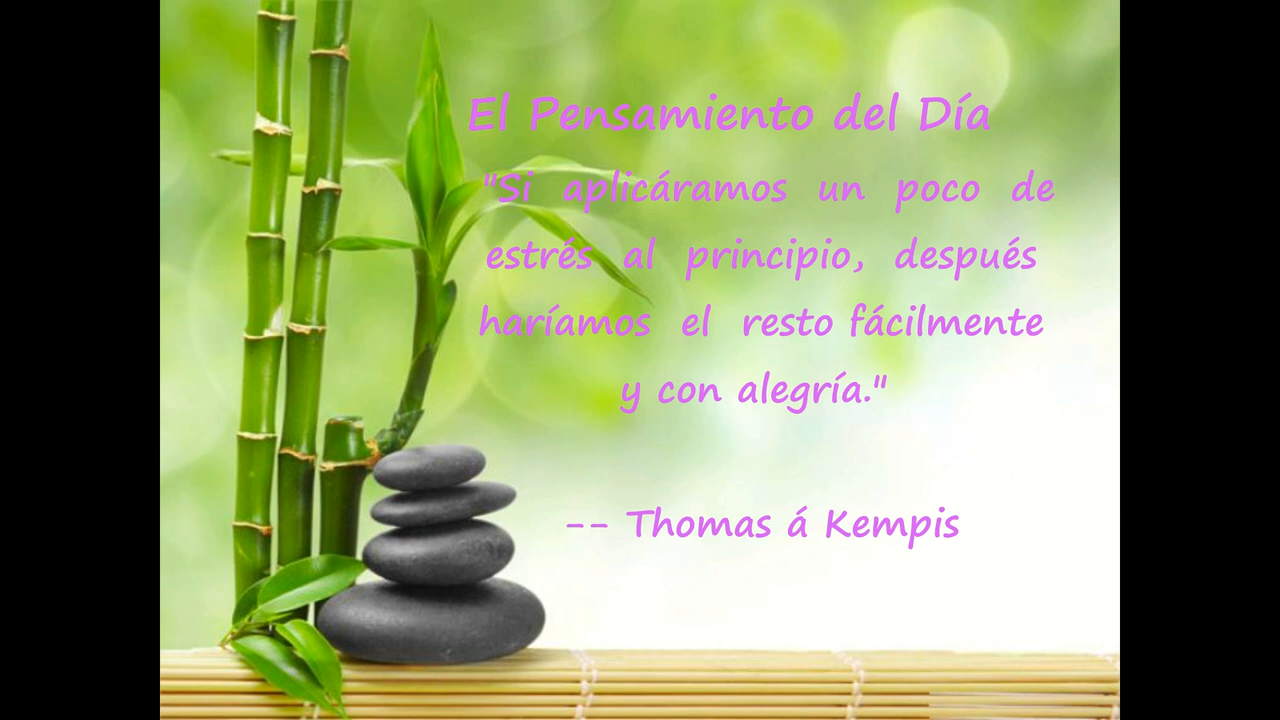 El Pensamiento del Día
"Si aplicáramos un poco de
estrés al principio, después
haríamos el resto fácilmente
y con alegría."
-- Thomas á Kempis